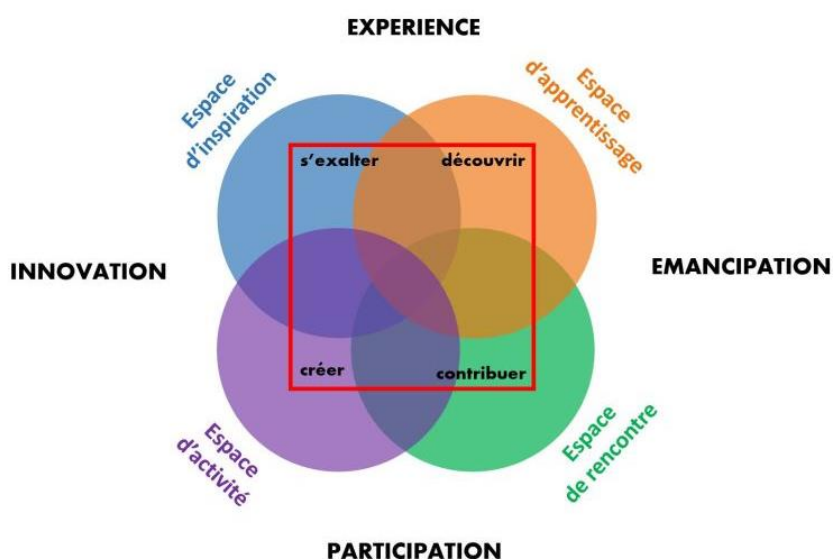 EXPERIENCE
Espace
d'inspiration
Espace
d'apprentissage
s'exalter
découvrir
INNOVATION
EMANCIPATION
créer
contribuer
Espace
d'activité
Espace
de rencontre
PARTICIPATION